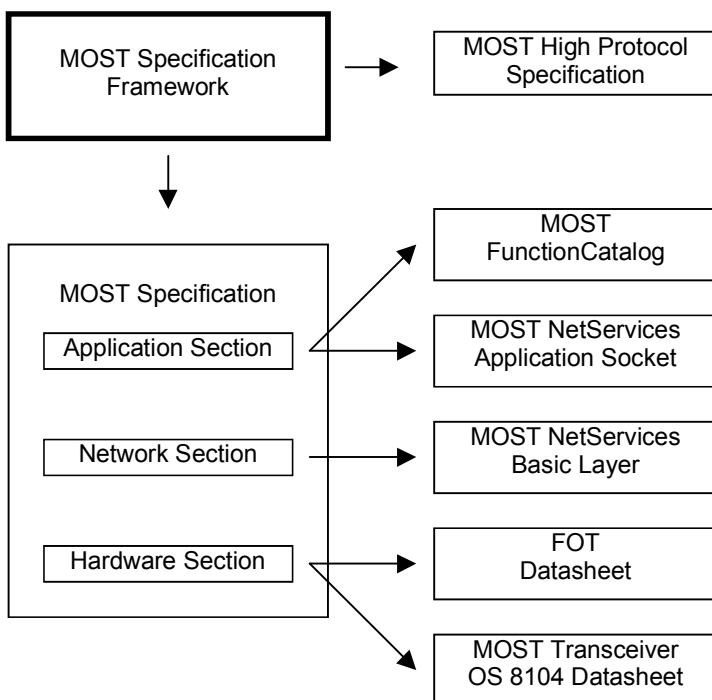 MOST Specification
Framework
MOST High Protocol
Specification
MOST Specification
Application Section
Network Section
Hardware Section
MOST
FunctionCatalog
MOST NetServices
Application Socket
MOST NetServices
Basic Layer
FOT
Datasheet
MOST Transceiver
OS 8104 Datasheet